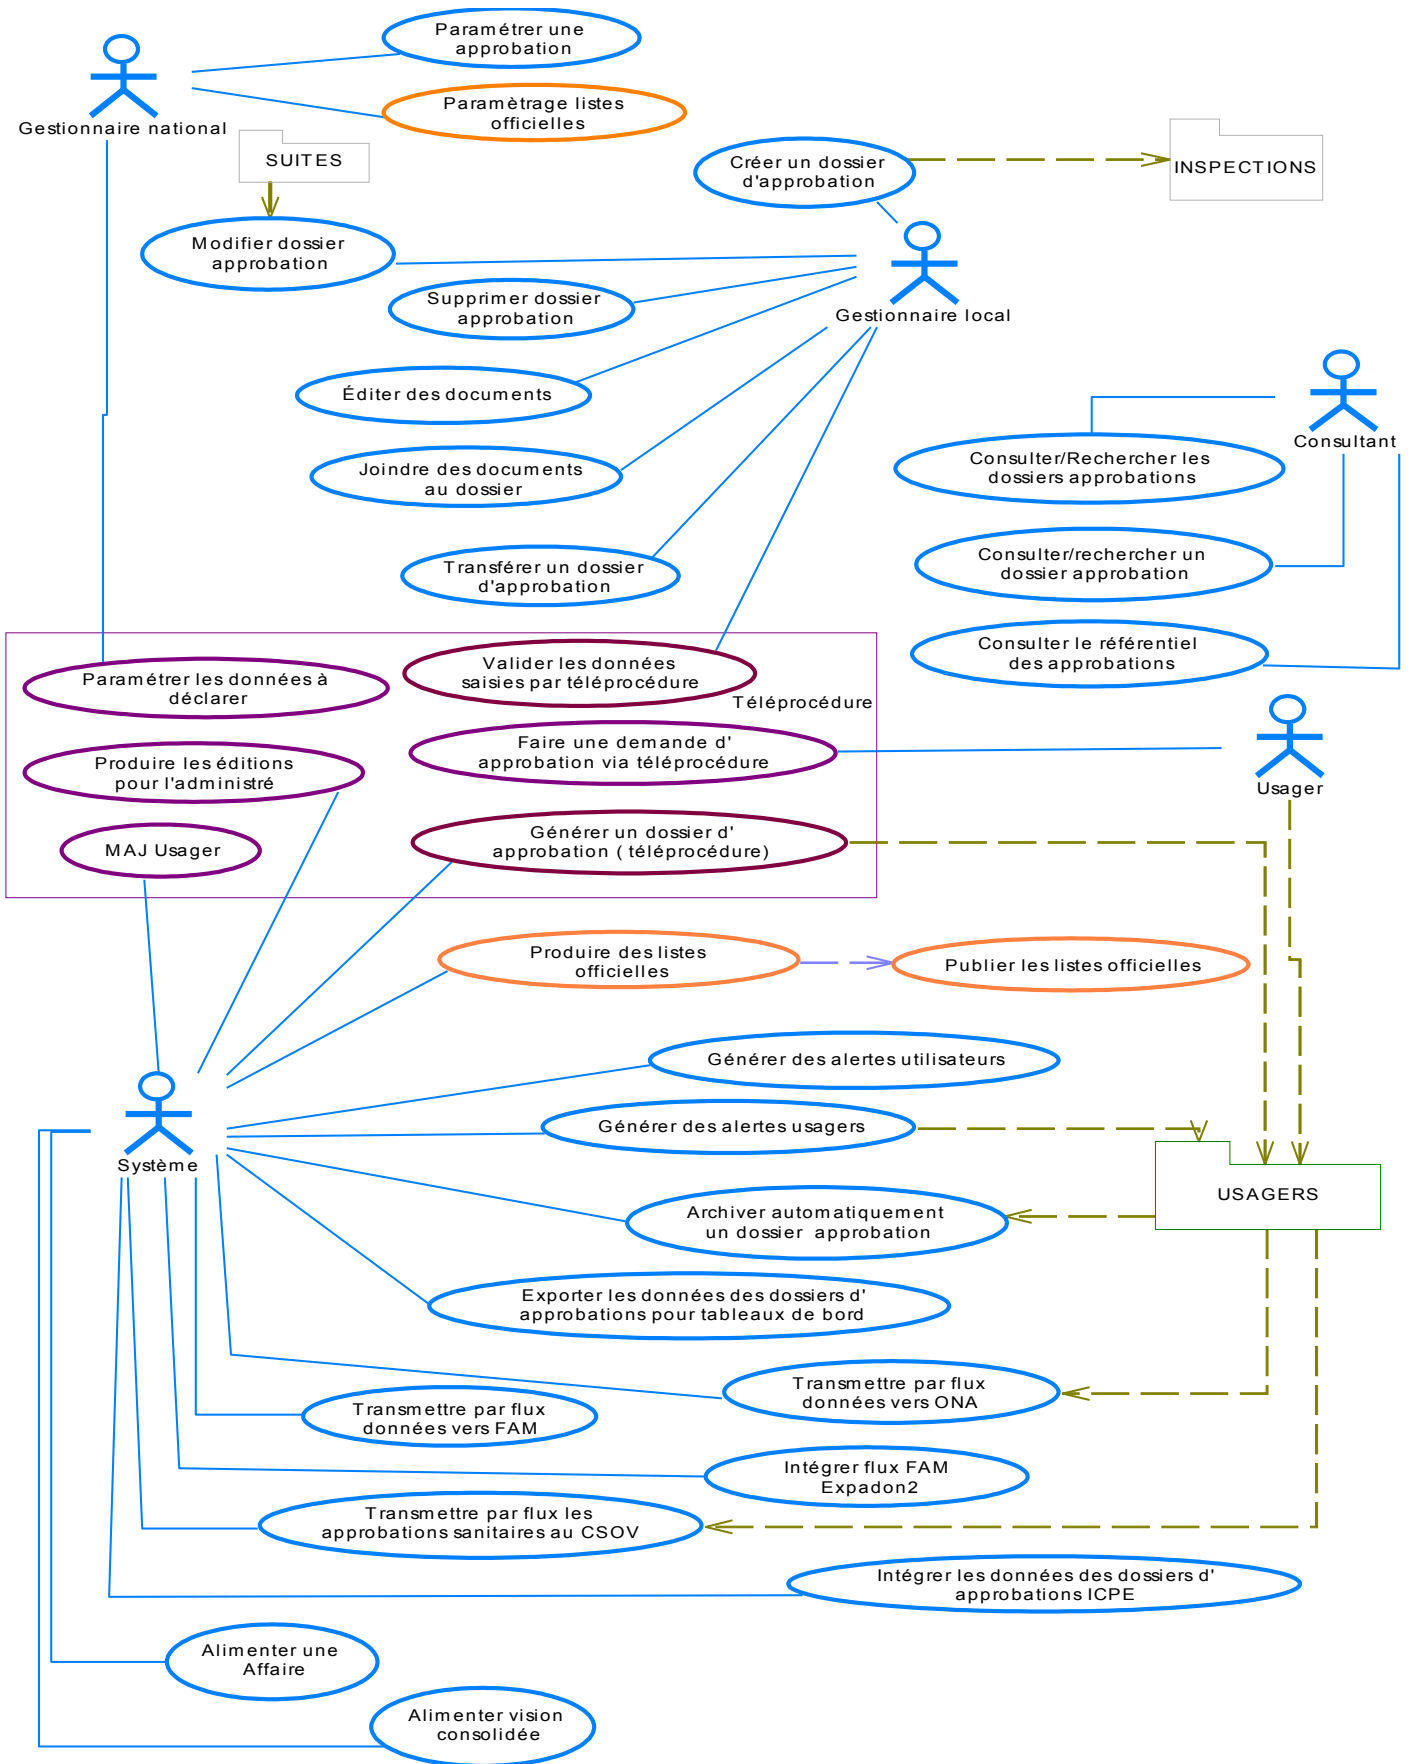 Paramétrer une
approbation
Paramètrage listes
officielles
Gestionnaire national
SUITES
Créer un dossier
d'approbation
INSPECTIONS
Modifier dossier
approbation
Supprimer dossier
approbation
Gestionnaire local
Éditer des documents
Consultant
Joindre des documents
au dossier
Consulter/Rechercher les
dossiers approbations
Transférer un dossier
d'approbation
Consulter/rechercher un
dossier approbation
Consulter le référentiel
des approbations
Valider les données
saisies par téléprocédure
Téléprocédure
Paramétrer les données à
déclarer
Faire une demande d'
approbation via téléprocédure
Produire les éditions
pour l'administré
Usager
MAJ Usager
Générer un dossier d'
approbation ( téléprocédure)
Produire des listes
officielles
Publier les listes officielles
Générer des alertes utilisateurs
Générer des alertes usagers
Système
USAGERS
Archiver automatiquement
un dossier  approbation
Exporter les données des dossiers d'
approbations pour tableaux de bord
Transmettre par flux
données vers ONA
Transmettre par flux
données vers FAM
Intégrer flux FAM
Expadon2
Transmettre par flux les
approbations sanitaires au CSOV
Intégrer les données des dossiers d'
approbations ICPE
Alimenter une
Affaire
Alimenter vision
consolidée